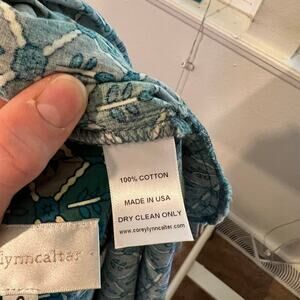 100% COTTON
MADE IN USA
DRY CLEAN ONLY
www.coreylynncalter.com
lynncalter